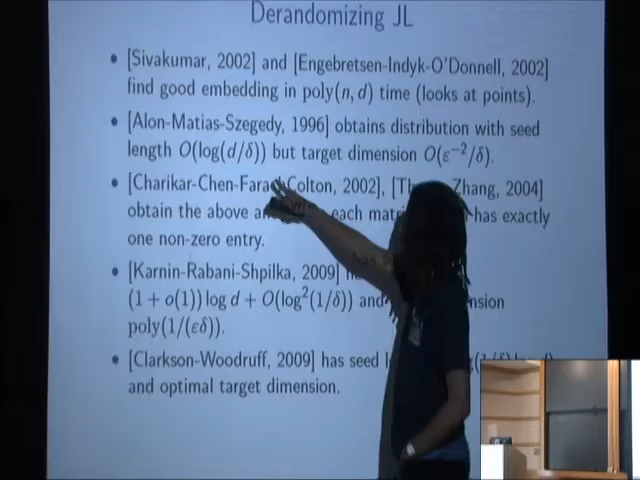 Derandomizing JL
• [Sivakumar, 2002] and [Engebretsen-Indyk-O'Donnell, 2002]
find good embedding in poly(n, d) time (looks at points).
• [Alon-Matias-Szegedy, 1996] obtains distribution with seed
length O(log(d/δ)) but target dimension O(ε⁻²/δ).
• [Charikar-Chen-Farach-Colton, 2002], Zhang, 2004]
obtain the above each has exactly
one non-zero entry.
• [Karnin-Rabani-Shpilka, 2009]
(1 + o(1)) log d + O(log²(1/δ)) and
poly(1/(εδ)).
• [Clarkson-Woodruff, 2009] has seed
and optimal target dimension.